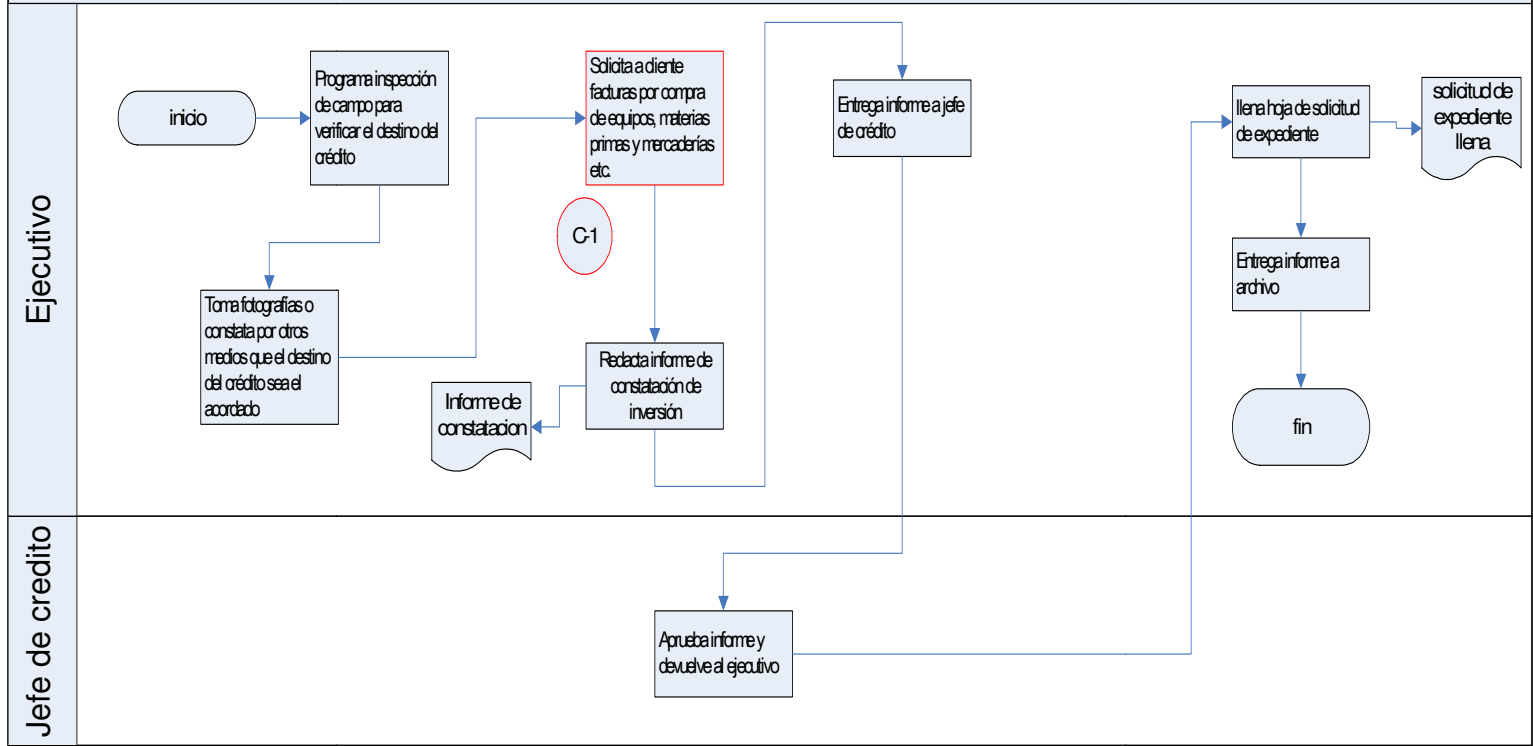 Ejecutivo
inicio
Programa inspección
de campo para
verificar el destino del
crédito
Toma fotografías o
constata por otros
medios que el destino
del crédito sea el
acordado
Solicita a cliente
facturas por compra
de equipos, materias
primas y mercaderías
etc.
C-1
Redacta informe de
constatación de
inversión
Informe de
constatacion
Entrega informe a jefe
de crédito
llena hoja de solicitud
de expediente
solicitud de
expediente
llena
Entrega informe a
archivo
fin
Jefe de credito
Aprueba informe y
devuelve al ejecutivo